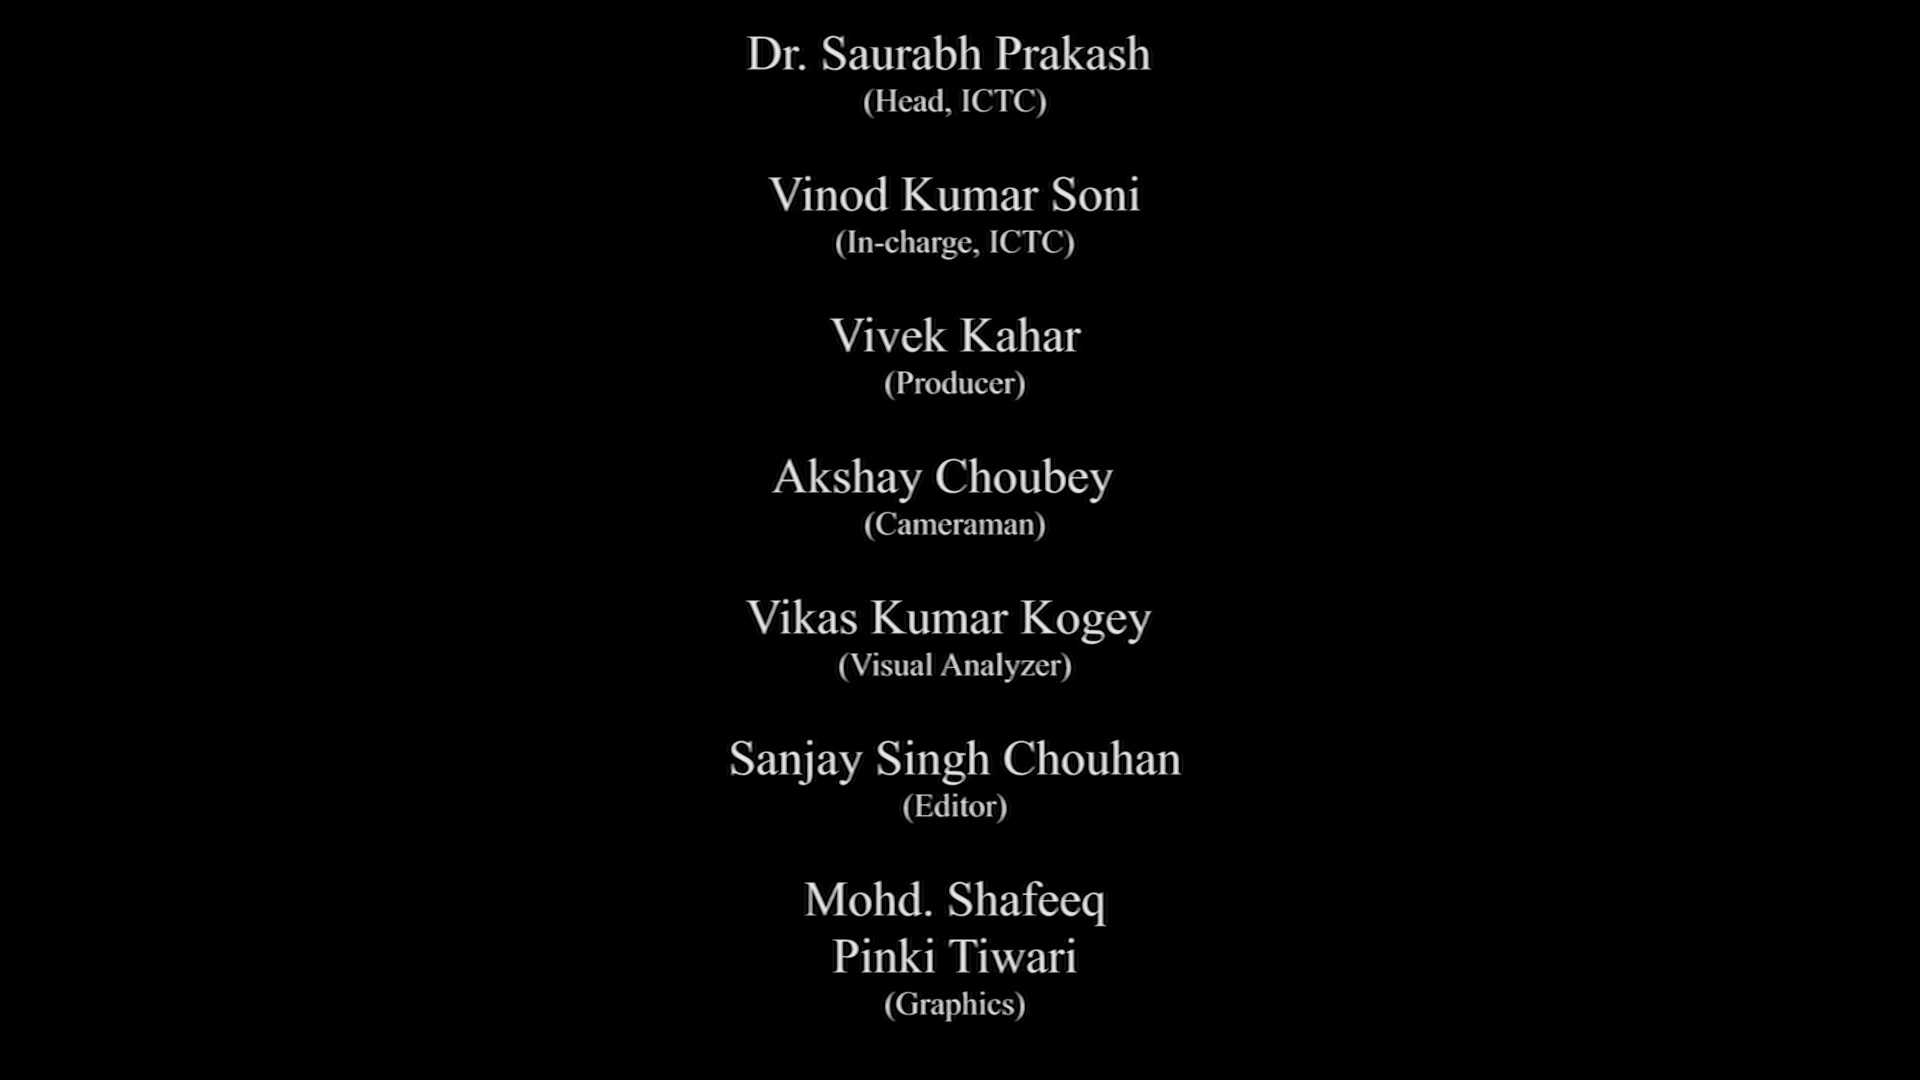 Dr. Saurabh Prakash
(Head, ICTC)
Vinod Kumar Soni
(In-charge, ICTC)
Vivek Kahar
(Producer)
Akshay Choubey
(Cameraman)
Vikas Kumar Kogey
(Visual Analyzer)
Sanjay Singh Chouhan
(Editor)
Mohd. Shafeeq
Pinki Tiwari
(Graphics)